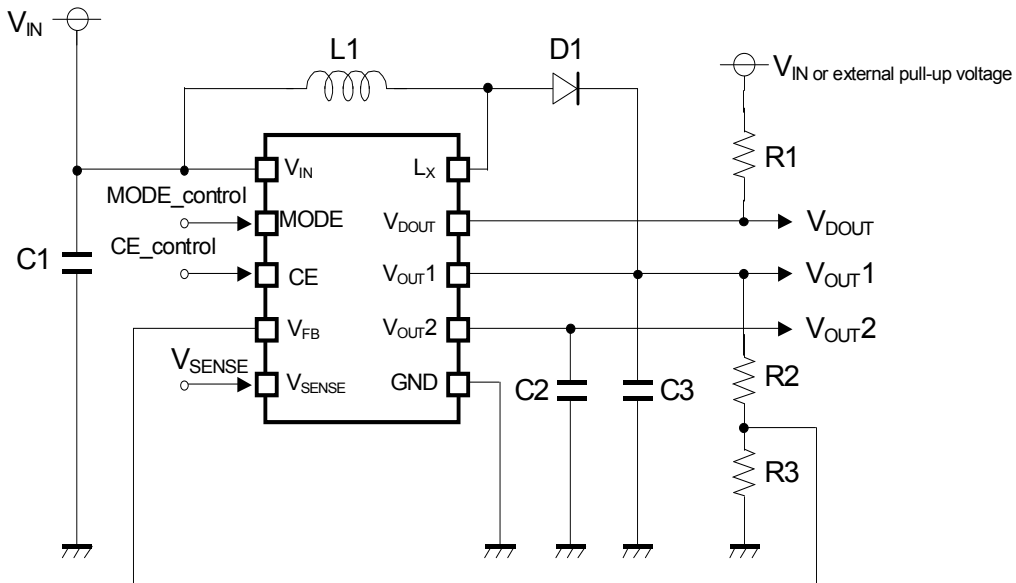 VIN
L1
D1
VIN or external pull-up voltage
R1
VIN
LX
MODE_control
MODE
VDOUT
VDOUT
CE_control
C1
CE
VOUT1
VOUT1
VFB
VOUT2
VOUT2
VSENSE
VSENSE
GND
C2
C3
R2
R3